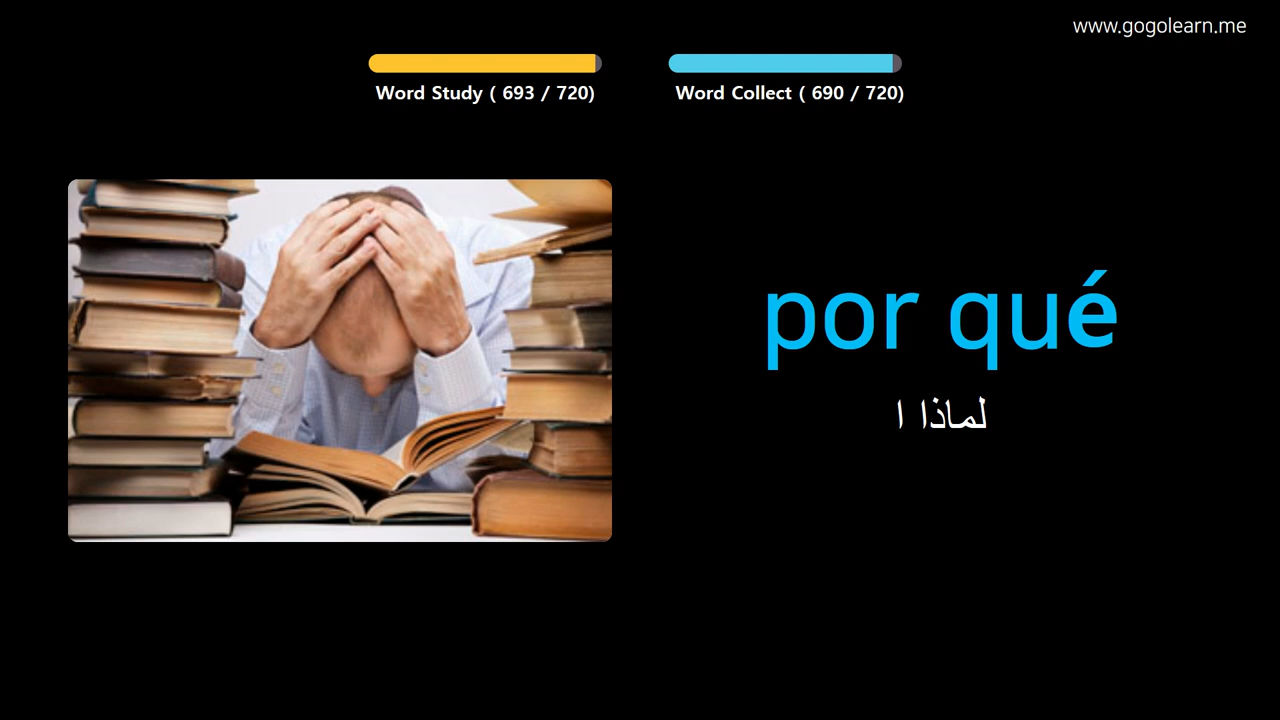 www.gogolearn.me
Word Study ( 693 / 720)
Word Collect ( 690 / 720)
por qué
لماذا ا